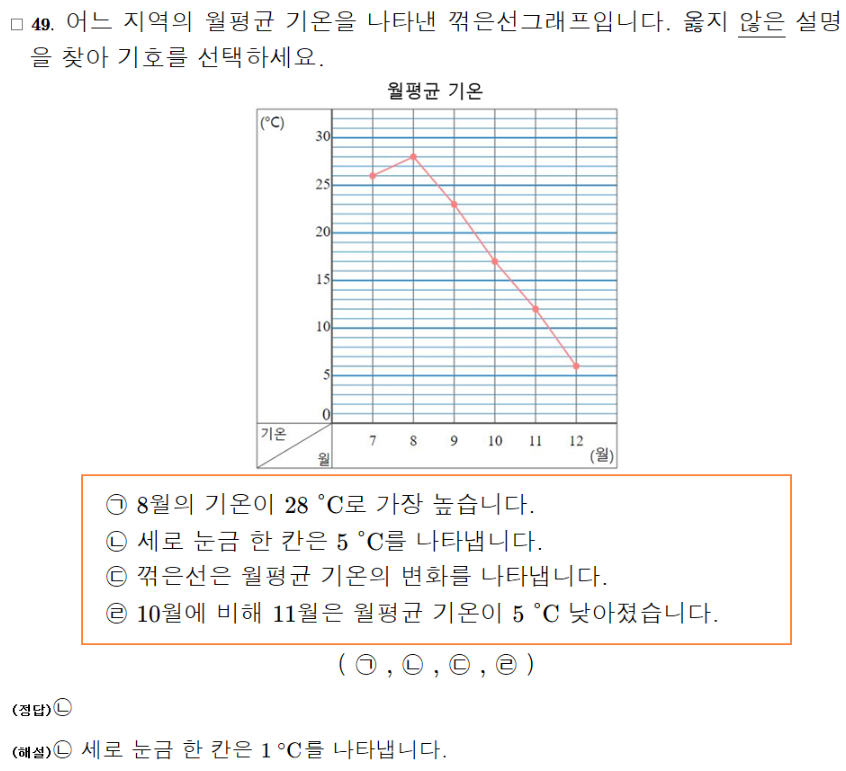 □ 49. 어느 지역의 월평균 기온을 나타낸 꺾은선그래프입니다. 옳지 않은 설명
을 찾아 기호를 선택하세요.
월평균 기온
(℃)
30
25
20
15
10
5
0
기온
월
7 8 9 10 11 12
(월)
㉠ 8월의 기온이 28 ℃로 가장 높습니다.
㉡ 세로 눈금 한 칸은 5 ℃를 나타냅니다.
㉢ 꺾은선은 월평균 기온의 변화를 나타냅니다.
㉣ 10월에 비해 11월은 월평균 기온이 5 ℃ 낮아졌습니다.
( ㉠ , ㉡ , ㉢ , ㉣ )
(정답)㉡
(해설)㉡ 세로 눈금 한 칸은 1 ℃를 나타냅니다.